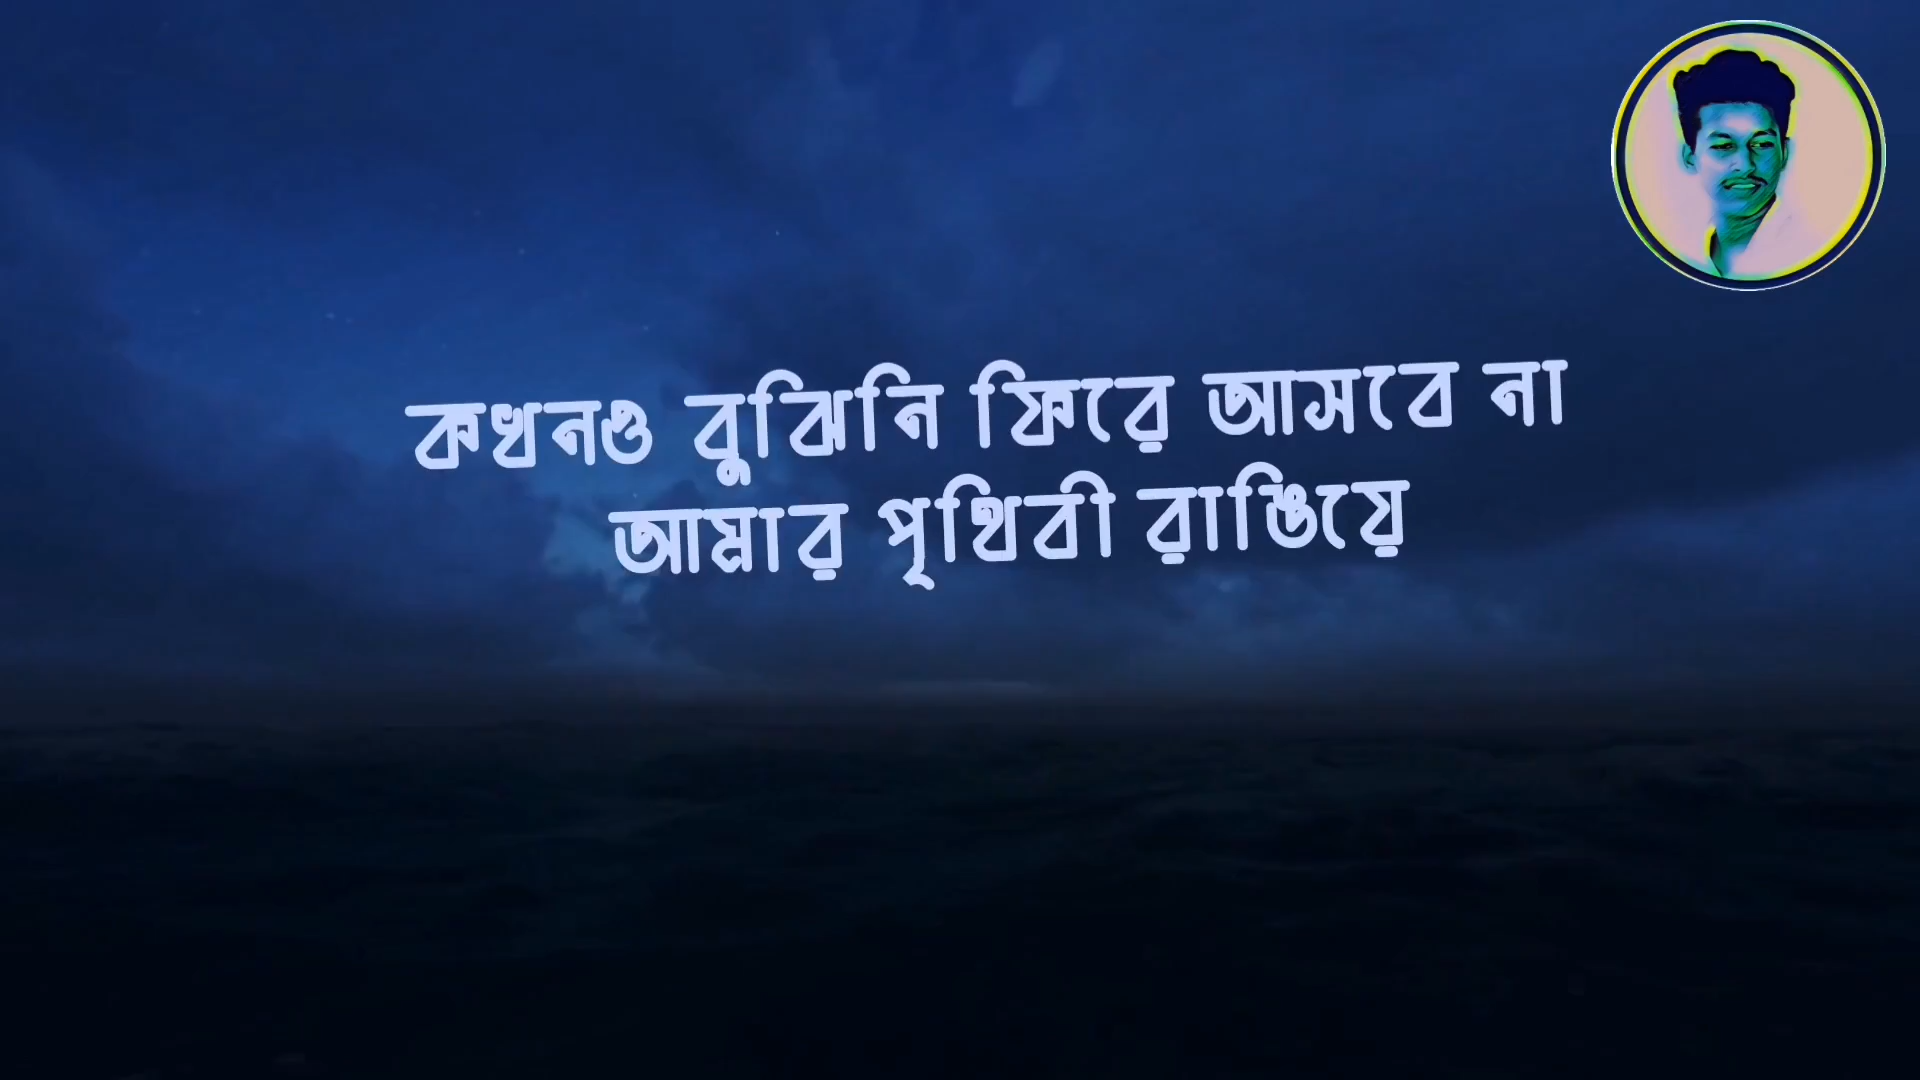 কখনও বুঝিনি ফিরে আসবে না
আমার পৃথিবী রাঙিয়ে